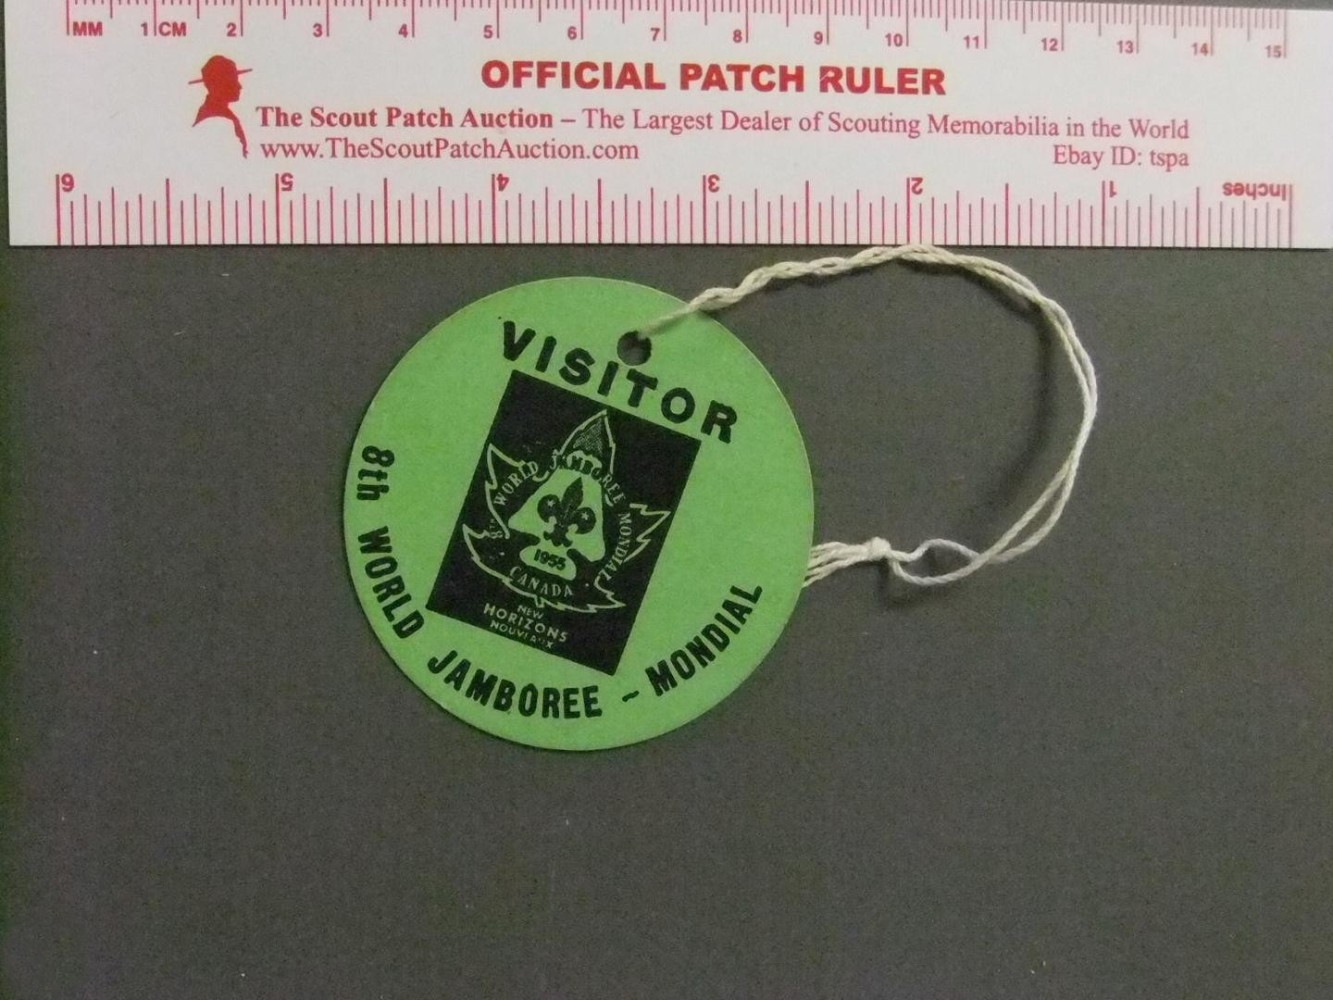 MM 1 CM 2 3 4 5 6 7 8 9 10 11 12 13 14 15
OFFICIAL PATCH RULER
The Scout Patch Auction – The Largest Dealer of Scouting Memorabilia in the World
www.TheScoutPatchAuction.com
Ebay ID: tspa
6 5 4 3 2 1 Inches
VISITOR
8th WORLD JAMBOREE MONDIAL
1955
CANADA
NEW
HORIZONS
NOUVEAUX
8th WORLD JAMBOREE ~ MONDIAL